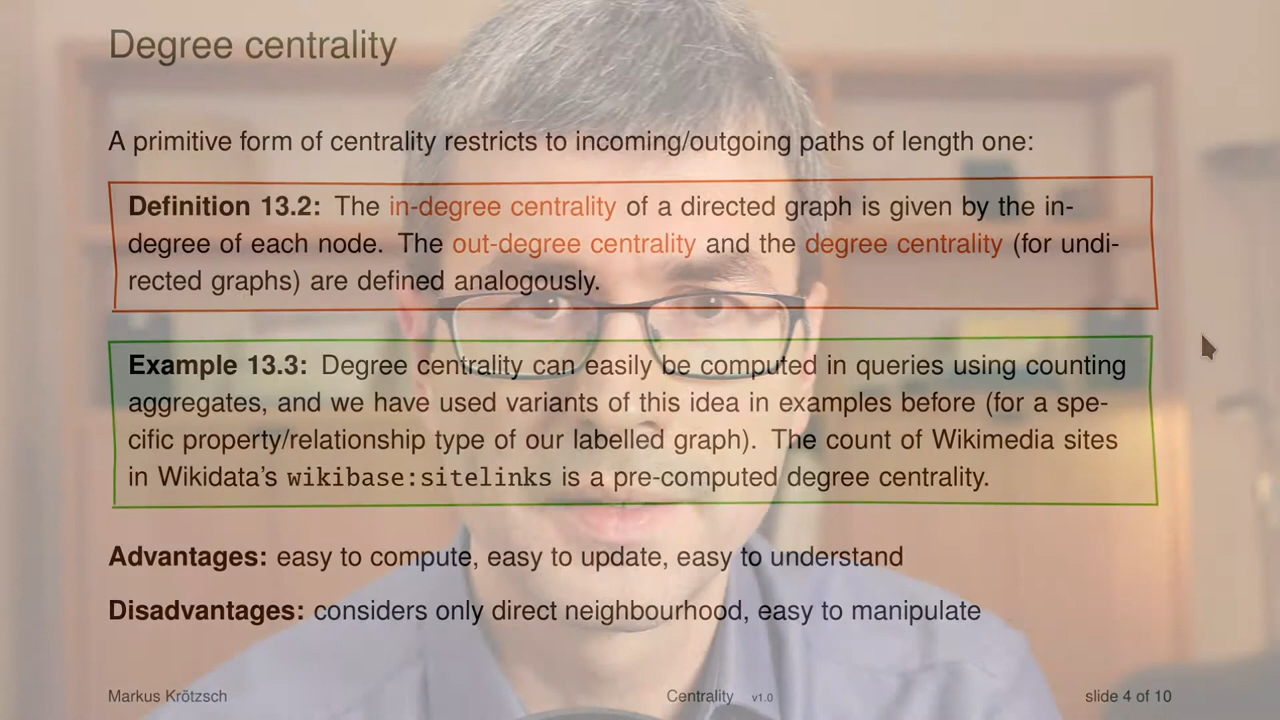 Degree centrality
A primitive form of centrality restricts to incoming/outgoing paths of length one:
Definition 13.2: The in-degree centrality of a directed graph is given by the in-
degree of each node. The out-degree centrality and the degree centrality (for undi-
rected graphs) are defined analogously.
Example 13.3: Degree centrality can easily be computed in queries using counting
aggregates, and we have used variants of this idea in examples before (for a spe-
cific property/relationship type of our labelled graph). The count of Wikimedia sites
in Wikidata's wikibase:sitelinks is a pre-computed degree centrality.
Advantages: easy to compute, easy to update, easy to understand
Disadvantages: considers only direct neighbourhood, easy to manipulate
Markus Krötzsch Centrality v1.0 slide 4 of 10